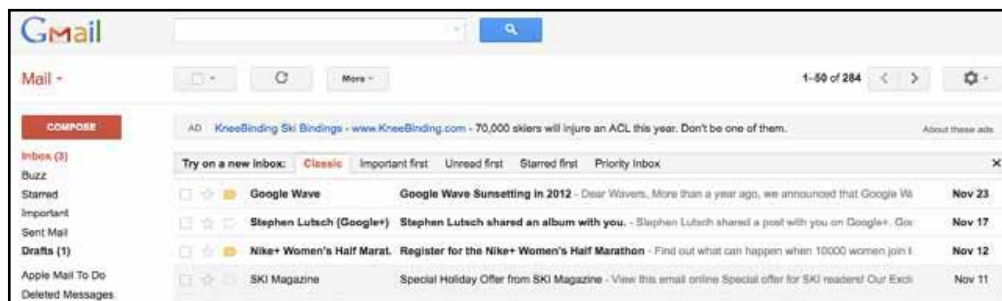 Gmail
Mail
More
1–50 of 284
COMPOSE
AD KneeBinding Ski Bindings - www.KneeBinding.com - 70,000 skiers will injure an ACL this year. Don't be one of them. About these ads
Inbox (3)
Try on a new inbox: Classic Important first Unread first Starred first Priority Inbox x
Buzz
Starred
Google Wave Google Wave Sunsetting in 2012 - Dear Wavers, More than a year ago, we announced that Google Wa Nov 23
Important
Stephen Lutsch (Google+) Stephen Lutsch shared an album with you. - Stephen Lutsch shared a post with you on Google+. Goo Nov 17
Sent Mail
Drafts (1)
Nike+ Women's Half Marat. Register for the Nike+ Women's Half Marathon - Find out what can happen when 10000 women join t Nov 12
Apple Mail To Do
SKI Magazine Special Holiday Offer from SKI Magazine - View this email online Special offer for SKI readers! Our Excl Nov 11
Deleted Messages